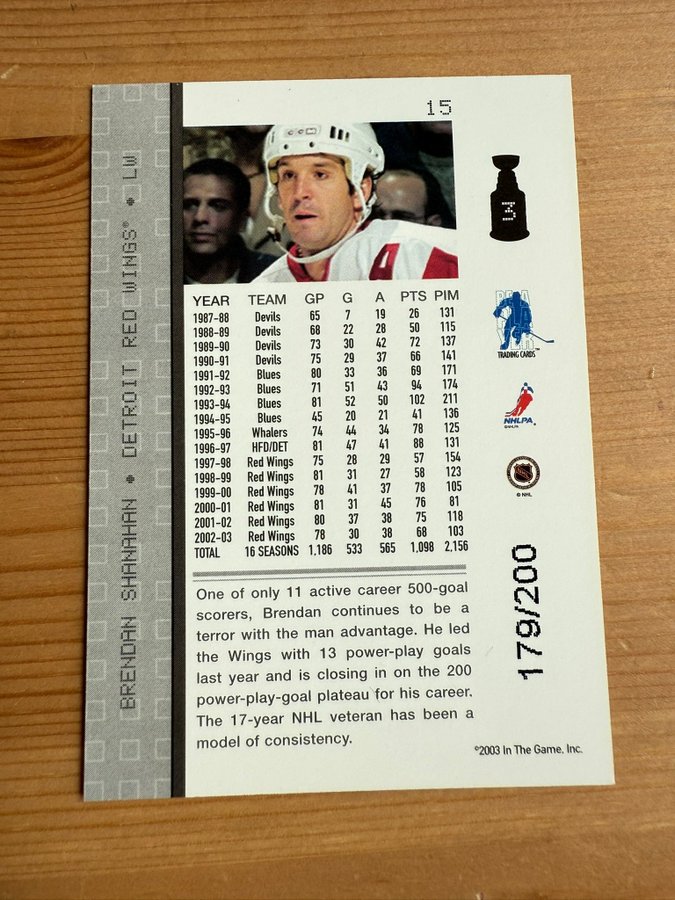 15
BRENDAN SHANAHAN • DETROIT RED WINGS® • LW
YEAR TEAM GP G A PTS PIM
1987-88 Devils 65 7 19 26 131
1988-89 Devils 68 22 28 50 115
1989-90 Devils 73 30 42 72 137
1990-91 Devils 75 29 37 66 141
1991-92 Blues 80 33 36 69 171
1992-93 Blues 71 51 43 94 174
1993-94 Blues 81 52 50 102 211
1994-95 Blues 45 20 21 41 136
1995-96 Whalers 74 44 34 78 125
1996-97 HFD/DET 81 47 41 88 131
1997-98 Red Wings 75 28 29 57 154
1998-99 Red Wings 81 31 27 58 123
1999-00 Red Wings 78 41 37 78 105
2000-01 Red Wings 81 31 45 76 81
2001-02 Red Wings 80 37 38 75 118
2002-03 Red Wings 78 30 38 68 103
TOTAL 16 SEASONS 1,186 533 565 1,098 2,156
One of only 11 active career 500-goal
scorers, Brendan continues to be a
terror with the man advantage. He led
the Wings with 13 power-play goals
last year and is closing in on the 200
power-play-goal plateau for his career.
The 17-year NHL veteran has been a
model of consistency.
CCM
A
3
BE A
PLAYER
TRADING CARDS™
NHLPA
©NHLPA
NHL
© NHL
179/200
©2003 In The Game, Inc.